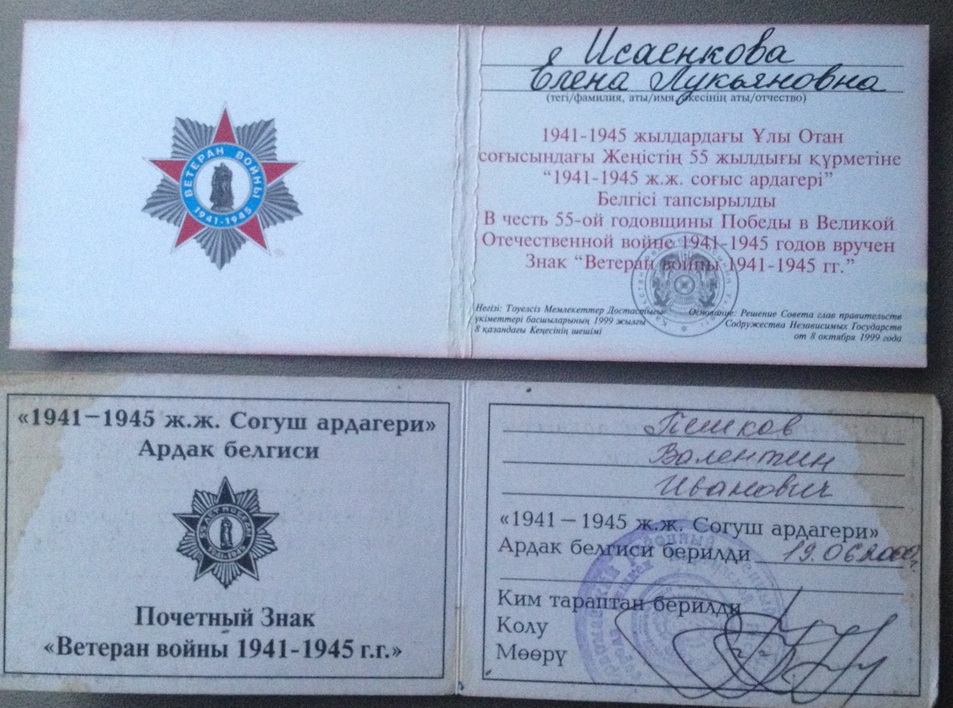 ВЕТЕРАН ВОЙНЫ
1941-1945
Исаенкова
Елена Лукьяновна
(тегі/фамилия, аты/имя, әкесінің аты/отчество)
1941-1945 жылдардағы Ұлы Отан
соғысындағы Жеңістің 55 жылдығы құрметіне
“1941-1945 ж.ж. соғыс ардагері”
Белгісі тапсырылды
В честь 55-ой годовщины Победы в Великой
Отечественной войне 1941-1945 годов вручен
Знак “Ветеран войны 1941-1945 гг.”
Негізі: Тәуелсіз Мемлекеттер Достастығы
үкіметтері басшыларының 1999 жылғы
8 қазандағы Кеңесінің шешімі
Основание: Решение Совета глав правительств
Содружества Независимых Государств
от 8 октября 1999 года
«1941–1945 ж.ж. Согуш ардагери»
Ардак белгиси
Почетный Знак
«Ветеран войны 1941-1945 г.г.»
Пешков
Валентин
Иванович
«1941–1945 ж.ж. Согуш ардагери»
Ардак белгиси берилди 19.06.2000г.
Ким тараптан берилди
Колу
Мөөрү